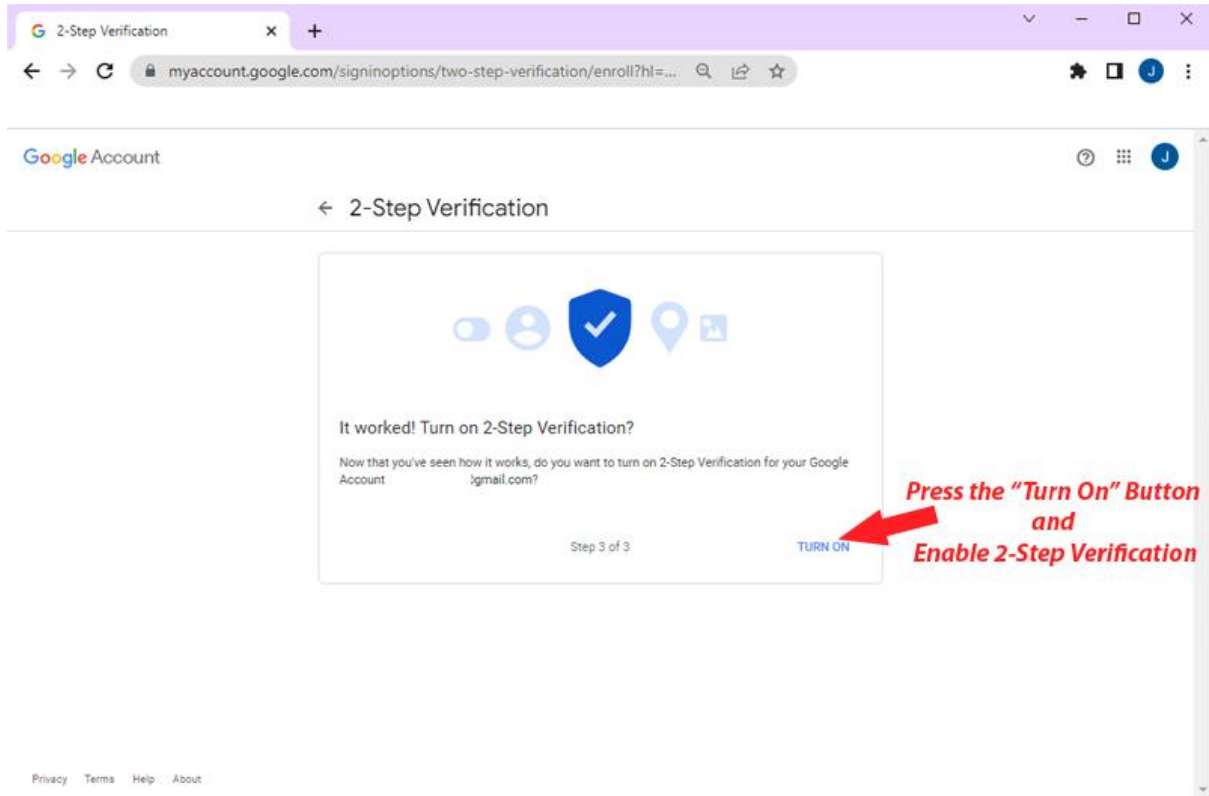 G 2-Step Verification
myaccount.google.com/signinoptions/two-step-verification/enroll?hl=...
J
Google Account
J
2-Step Verification
It worked! Turn on 2-Step Verification?
Now that you've seen how it works, do you want to turn on 2-Step Verification for your Google
Account @gmail.com?
Step 3 of 3
TURN ON
Press the “Turn On” Button
and
Enable 2-Step Verification
Privacy Terms Help About